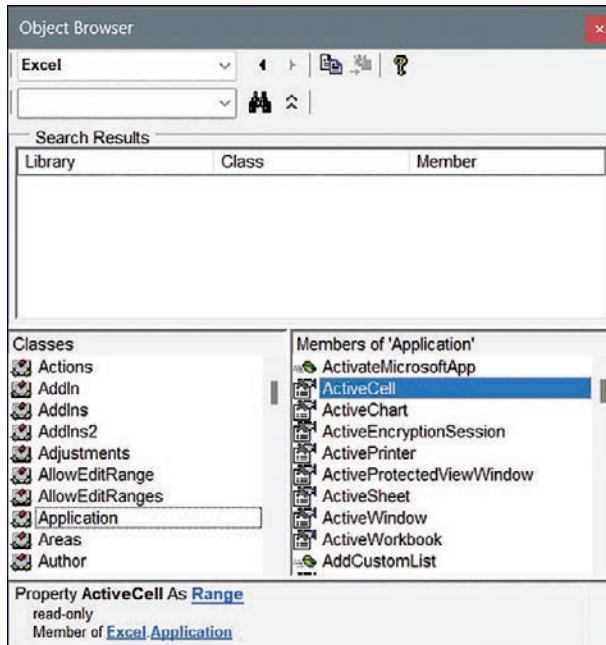 Object Browser
Excel
Search Results
Library Class Member
Classes
Actions
AddIn
AddIns
AddIns2
Adjustments
AllowEditRange
AllowEditRanges
Application
Areas
Author
Members of 'Application'
ActivateMicrosoftApp
ActiveCell
ActiveChart
ActiveEncryptionSession
ActivePrinter
ActiveProtectedViewWindow
ActiveSheet
ActiveWindow
ActiveWorkbook
AddCustomList
Property ActiveCell As Range
read-only
Member of Excel.Application